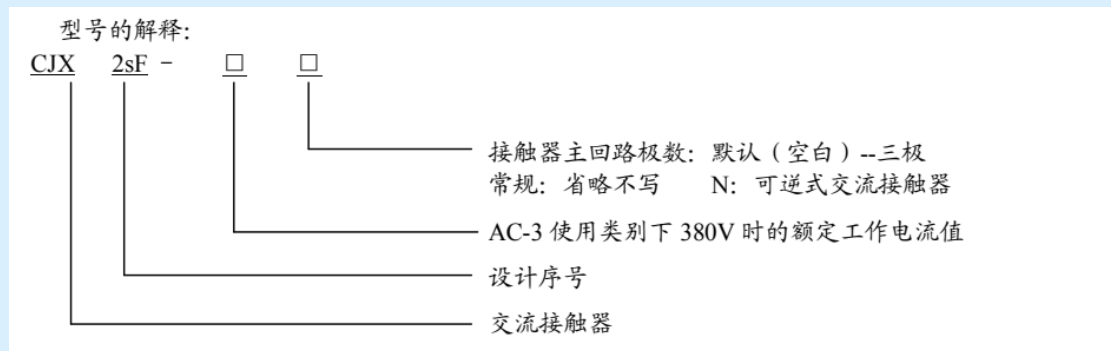 型号的解释:
CJX 2sF - □ □
接触器主回路极数: 默认（空白）--三极
常规: 省略不写 N: 可逆式交流接触器
AC-3 使用类别下 380V 时的额定工作电流值
设计序号
交流接触器